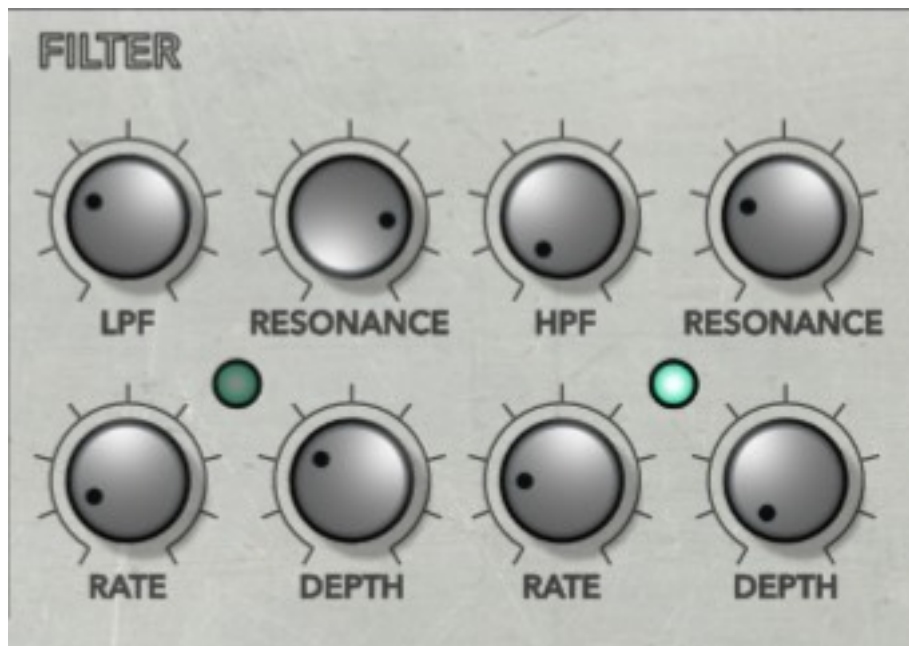 FILTER
LPF RESONANCE HPF RESONANCE
RATE DEPTH RATE DEPTH